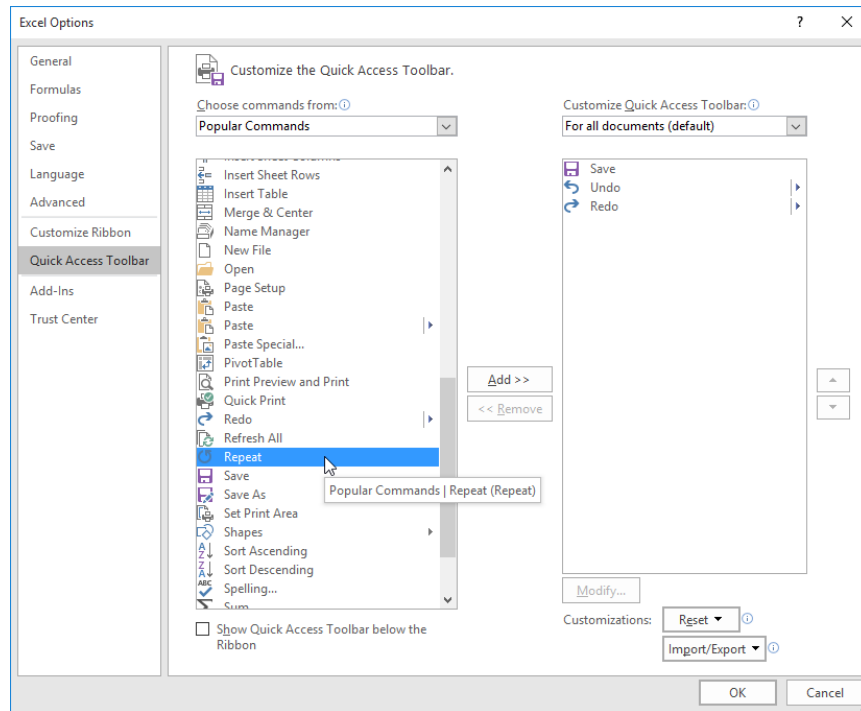 Excel Options
?
General
Formulas
Proofing
Save
Language
Advanced
Customize Ribbon
Quick Access Toolbar
Add-Ins
Trust Center
Customize the Quick Access Toolbar.
Choose commands from:
Popular Commands
Insert Sheet Columns
Insert Sheet Rows
Insert Table
Merge & Center
Name Manager
New File
Open
Page Setup
Paste
Paste
Paste Special...
PivotTable
Print Preview and Print
Quick Print
Redo
Refresh All
Repeat
Save
Save As
Set Print Area
Shapes
Sort Ascending
Sort Descending
Spelling...
Sum
Popular Commands | Repeat (Repeat)
Show Quick Access Toolbar below the
Ribbon
Add >>
<< Remove
Customize Quick Access Toolbar:
For all documents (default)
Save
Undo
Redo
Modify...
Customizations:
Reset
Import/Export
OK
Cancel